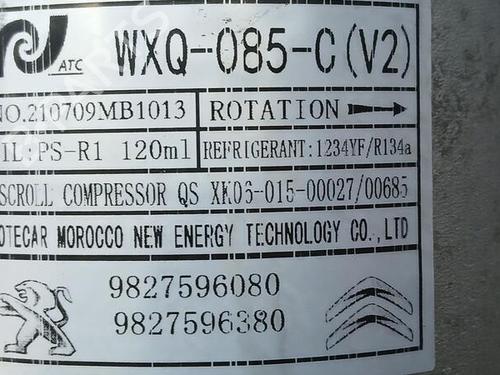 ATC WXQ-085-C(V2)
NO.210709MB1013 ROTATION
IL:PS-R1 120ml REFRIGERANT:1234YF/R134a
SCROLL COMPRESSOR QS XK06-015-00027/00685
OTECAR MOROCCO NEW ENERGY TECHNOLOGY CO.,LTD
9827596080
9827596380